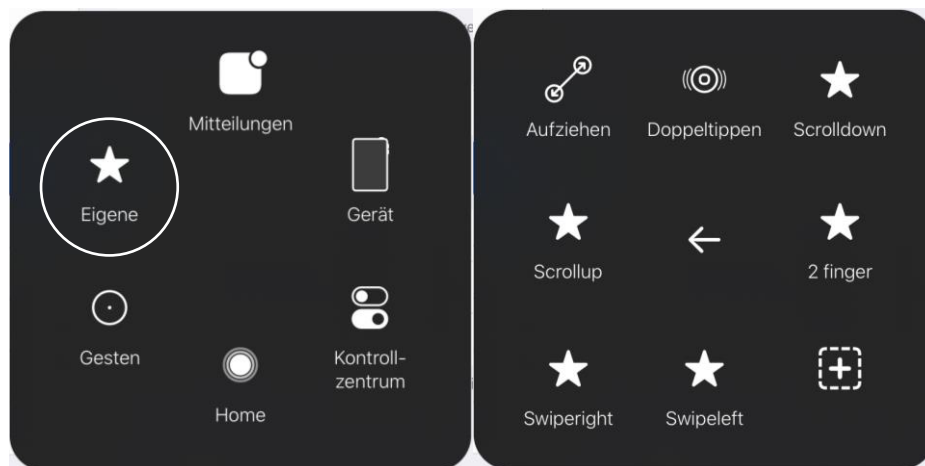 Mitteilungen
Eigene
Gerät
Gesten
Kontroll-
zentrum
Home
Aufziehen
Doppeltippen
Scrolldown
Scrollup
2 finger
Swiperight
Swipeleft